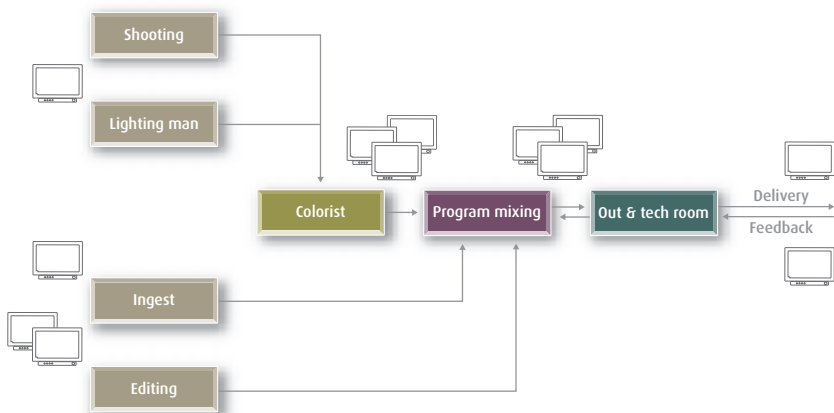 Shooting
Lighting man
Colorist
Program mixing
Out & tech room
Delivery
Feedback
Ingest
Editing